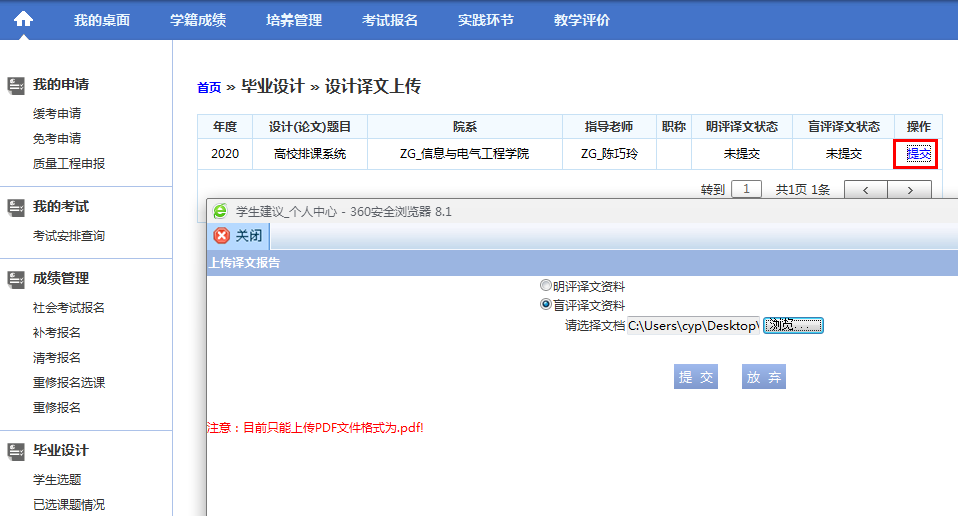 我的桌面 学籍成绩 培养管理 考试报名 实践环节 教学评价
我的申请
缓考申请
免考申请
质量工程申报
我的考试
考试安排查询
成绩管理
社会考试报名
补考报名
清考报名
重修报名选课
重修报名
毕业设计
学生选题
已选课题情况
首页 » 毕业设计 » 设计译文上传
年度 设计(论文)题目 院系 指导老师 职称 明评译文状态 盲评译文状态 操作
2020 高校排课系统 ZG_信息与电气工程学院 ZG_陈巧玲 未提交 未提交 提交
转到 1 共1页 1条 < >
学生建议_个人中心 - 360安全浏览器 8.1
关闭
上传译文报告
明评译文资料
盲评译文资料
请选择文档 C:\Users\cyp\Desktop\ 浏览...
提 交 放 弃
注意：目前只能上传PDF文件格式为.pdf!